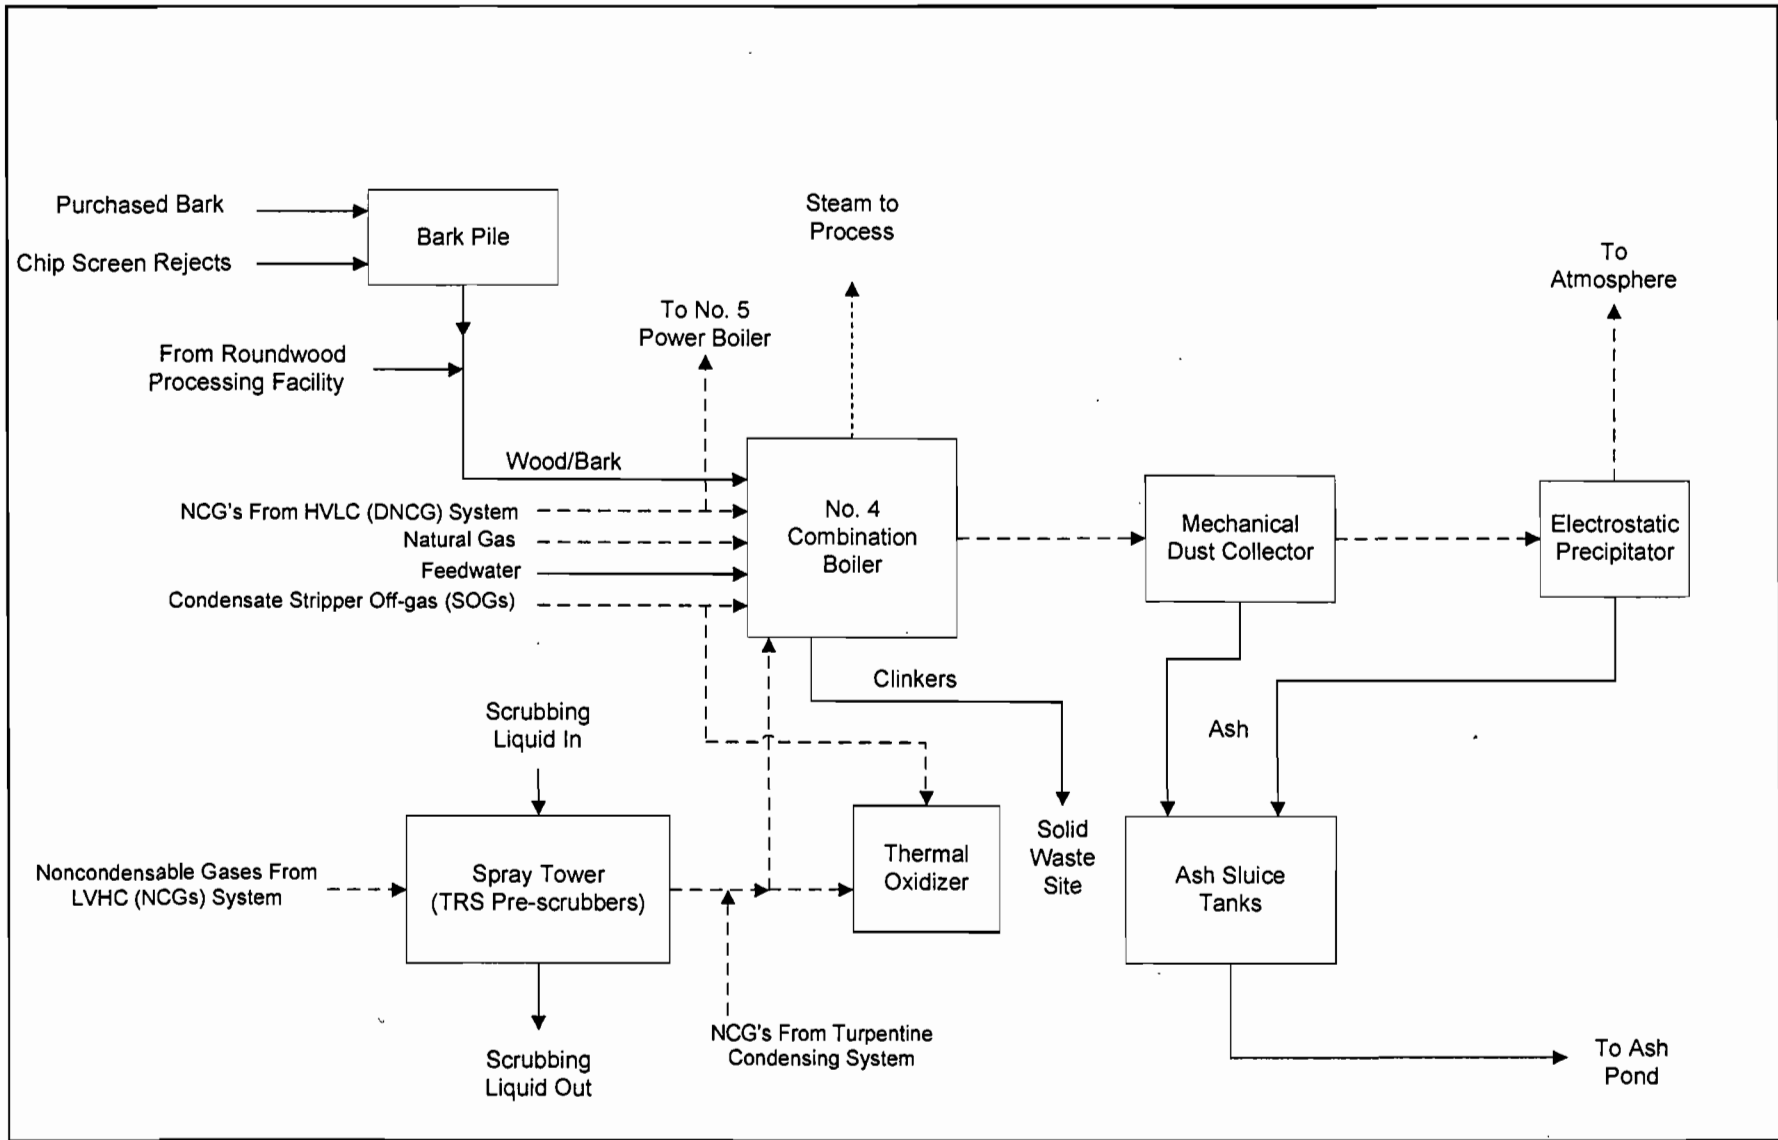 Purchased Bark
Chip Screen Rejects
Bark Pile
Steam to
Process
To
Atmosphere
To No. 5
Power Boiler
From Roundwood
Processing Facility
Wood/Bark
NCG's From HVLC (DNCG) System
Natural Gas
Feedwater
Condensate Stripper Off-gas (SOGs)
No. 4
Combination
Boiler
Mechanical
Dust Collector
Electrostatic
Precipitator
Clinkers
Scrubbing
Liquid In
Ash
Noncondensable Gases From
LVHC (NCGs) System
Spray Tower
(TRS Pre-scrubbers)
Thermal
Oxidizer
Solid
Waste
Site
Ash Sluice
Tanks
NCG's From Turpentine
Condensing System
Scrubbing
Liquid Out
To Ash
Pond